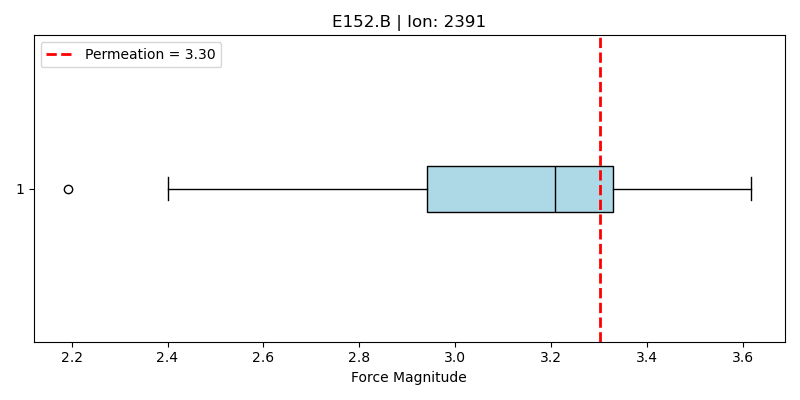 E152.B | Ion: 2391
Permeation = 3.30
1
2.2 2.4 2.6 2.8 3.0 3.2 3.4 3.6
Force Magnitude